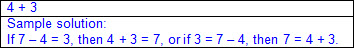 4 + 3
Sample solution:
If 7 – 4 = 3, then 4 + 3 = 7, or if 3 = 7 – 4, then 7 = 4 + 3.